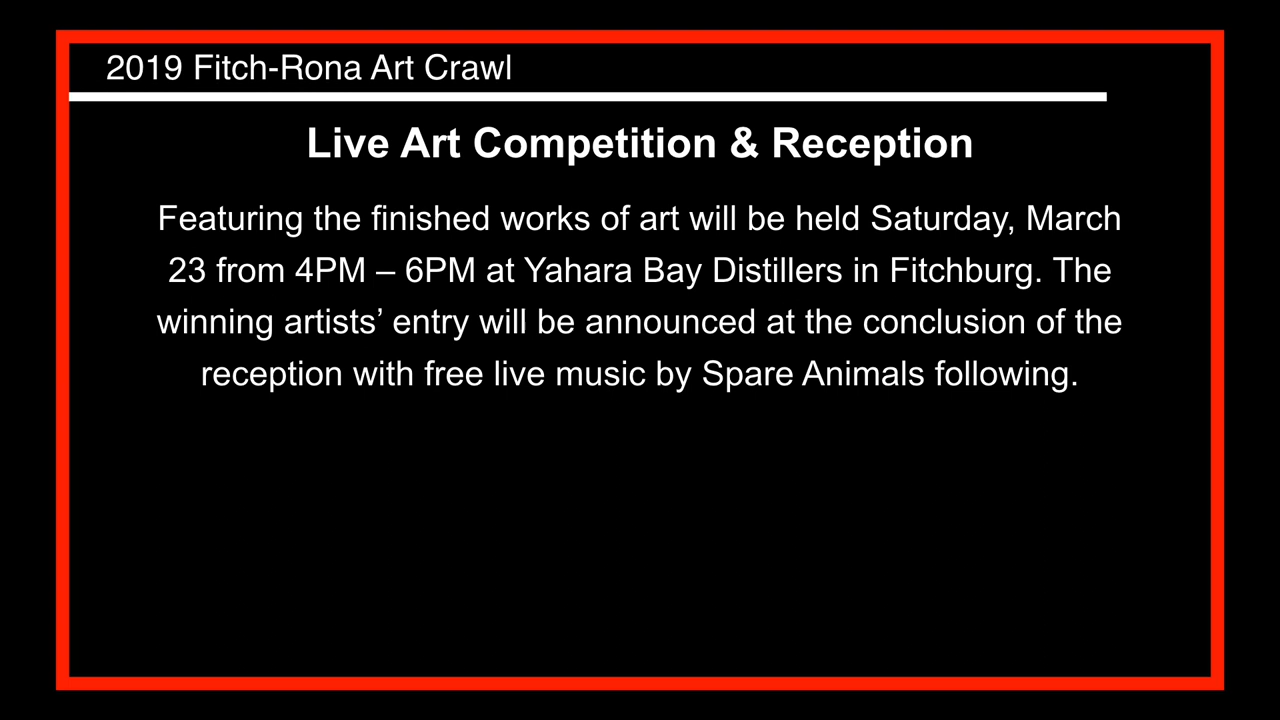 2019 Fitch-Rona Art Crawl
Live Art Competition & Reception
Featuring the finished works of art will be held Saturday, March
23 from 4PM – 6PM at Yahara Bay Distillers in Fitchburg. The
winning artists’ entry will be announced at the conclusion of the
reception with free live music by Spare Animals following.